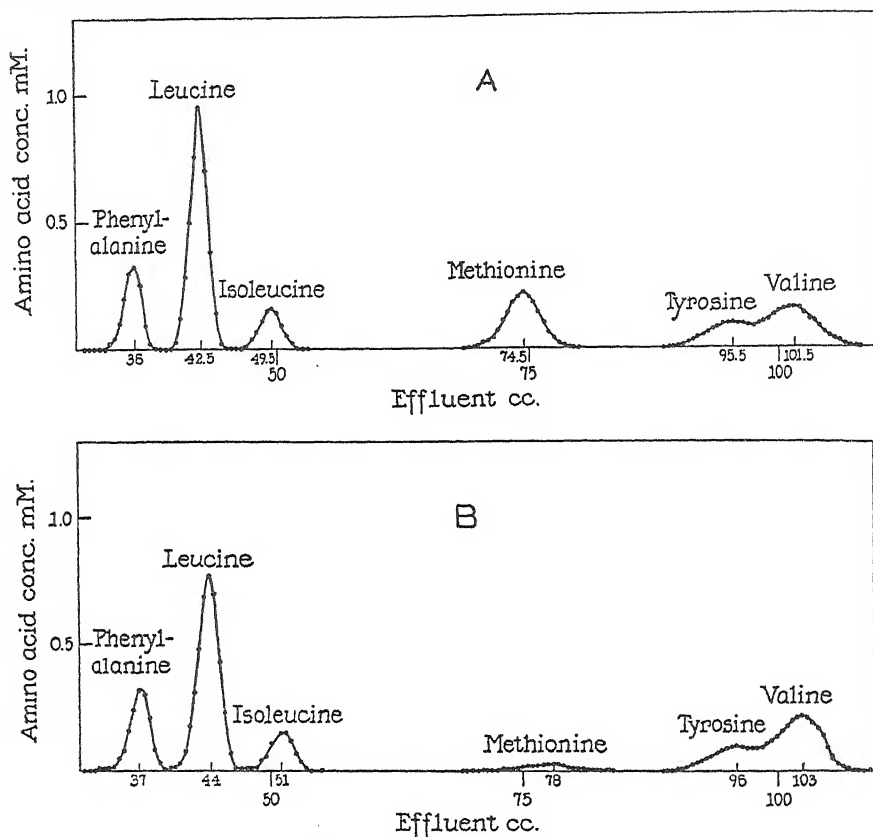 A
Amino acid conc. mM.
1.0
0.5
Phenyl-
alanine
Leucine
Isoleucine
Methionine
Tyrosine
Valine
36 42.5 49.5 74.5 95.5 101.5
50 75 100
Effluent cc.
B
Amino acid conc. mM.
1.0
0.5
Phenyl-
alanine
Leucine
Isoleucine
Methionine
Tyrosine
Valine
37 44 51 78 96 103
50 75 100
Effluent cc.